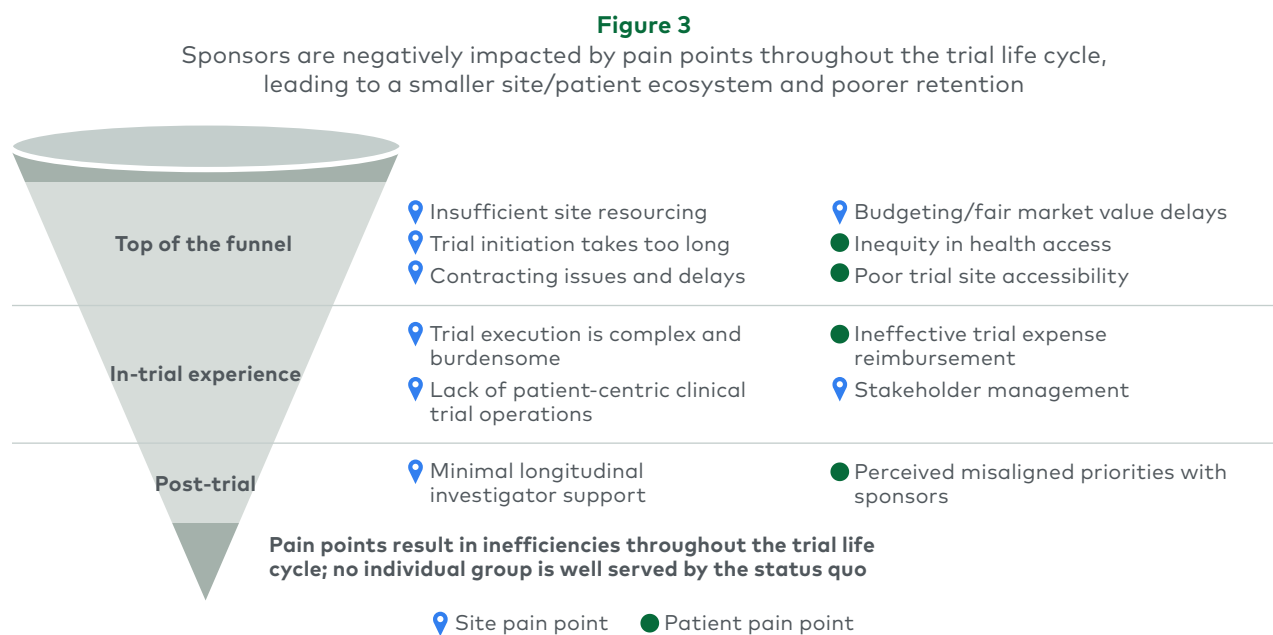 Figure 3
Sponsors are negatively impacted by pain points throughout the trial life cycle,
leading to a smaller site/patient ecosystem and poorer retention
Top of the funnel
Insufficient site resourcing
Trial initiation takes too long
Contracting issues and delays
Budgeting/fair market value delays
Inequity in health access
Poor trial site accessibility
In-trial experience
Trial execution is complex and
burdensome
Lack of patient-centric clinical
trial operations
Ineffective trial expense
reimbursement
Stakeholder management
Post-trial
Minimal longitudinal
investigator support
Perceived misaligned priorities with
sponsors
Pain points result in inefficiencies throughout the trial life
cycle; no individual group is well served by the status quo
Site pain point
Patient pain point